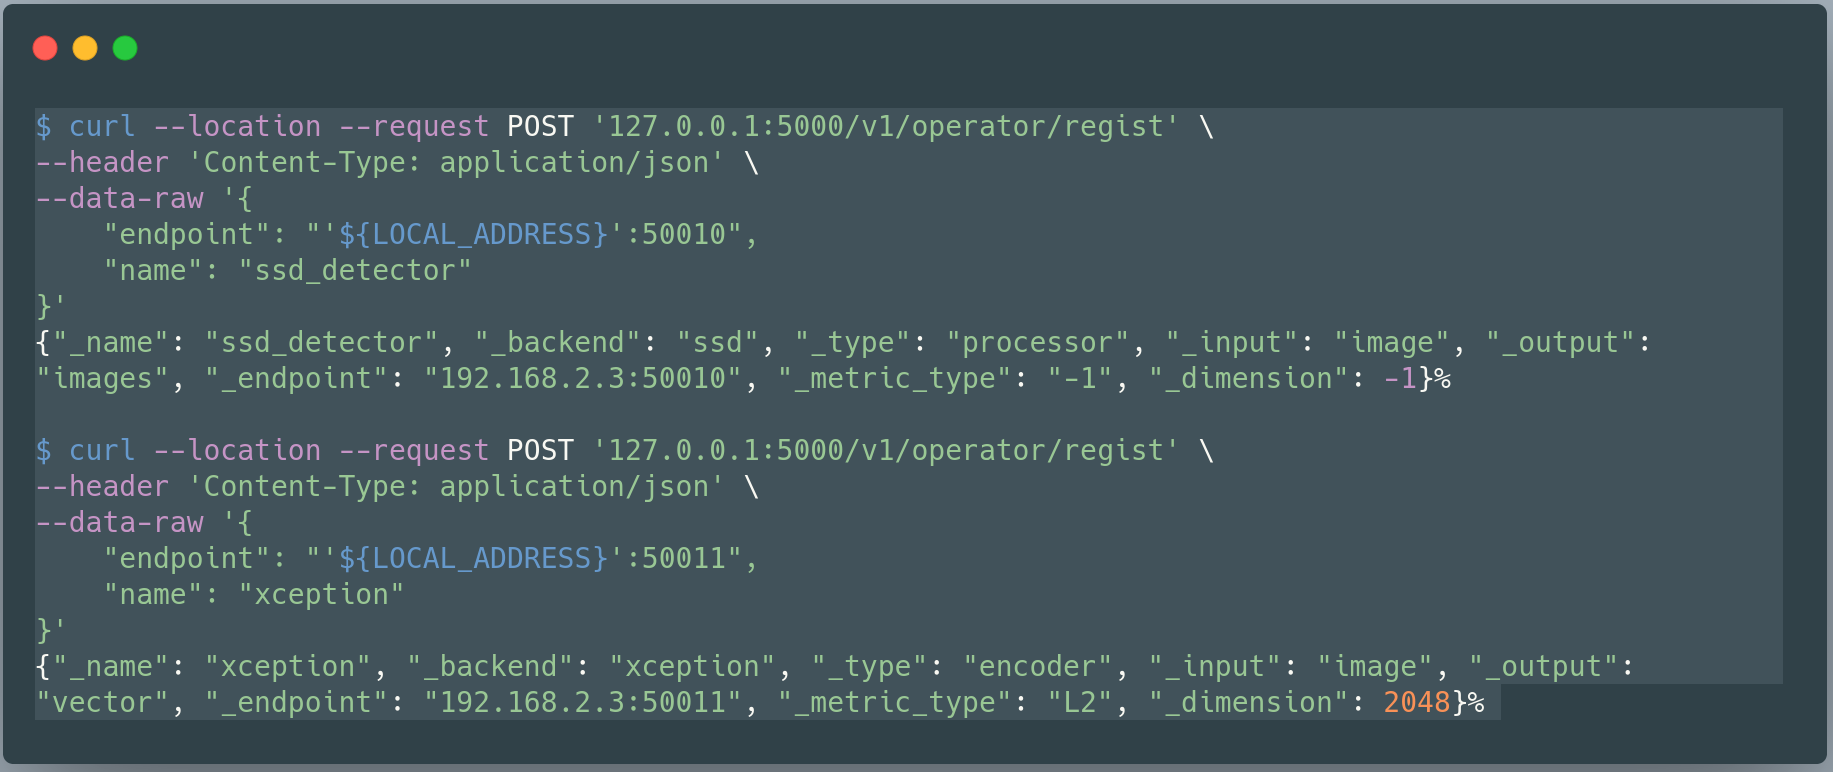 $ curl --location --request POST '127.0.0.1:5000/v1/operator/regist' \
--header 'Content-Type: application/json' \
--data-raw '{
    "endpoint": "'${LOCAL_ADDRESS}':50010",
    "name": "ssd_detector"
}'
{"_name": "ssd_detector", "_backend": "ssd", "_type": "processor", "_input": "image", "_output":
"images", "_endpoint": "192.168.2.3:50010", "_metric_type": "-1", "_dimension": -1}%

$ curl --location --request POST '127.0.0.1:5000/v1/operator/regist' \
--header 'Content-Type: application/json' \
--data-raw '{
    "endpoint": "'${LOCAL_ADDRESS}':50011",
    "name": "xception"
}'
{"_name": "xception", "_backend": "xception", "_type": "encoder", "_input": "image", "_output":
"vector", "_endpoint": "192.168.2.3:50011", "_metric_type": "L2", "_dimension": 2048}%